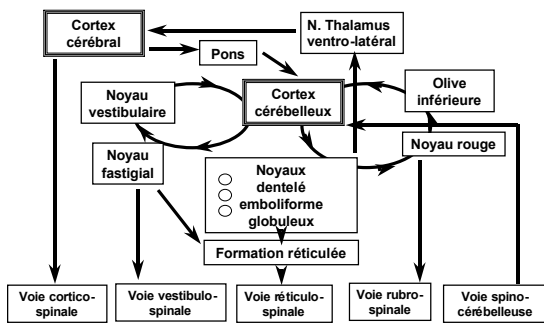 Cortex
cérébral
N. Thalamus
ventro-latéral
Pons
Noyau
vestibulaire
Cortex
cérébelleux
Olive
inférieure
Noyau rouge
Noyau
fastigial
Noyaux
dentelé
emboliforme
globuleux
Formation réticulée
Voie cortico-
spinale
Voie vestibulo-
spinale
Voie réticulo-
spinale
Voie rubro-
spinale
Voie spino-
cérébelleuse